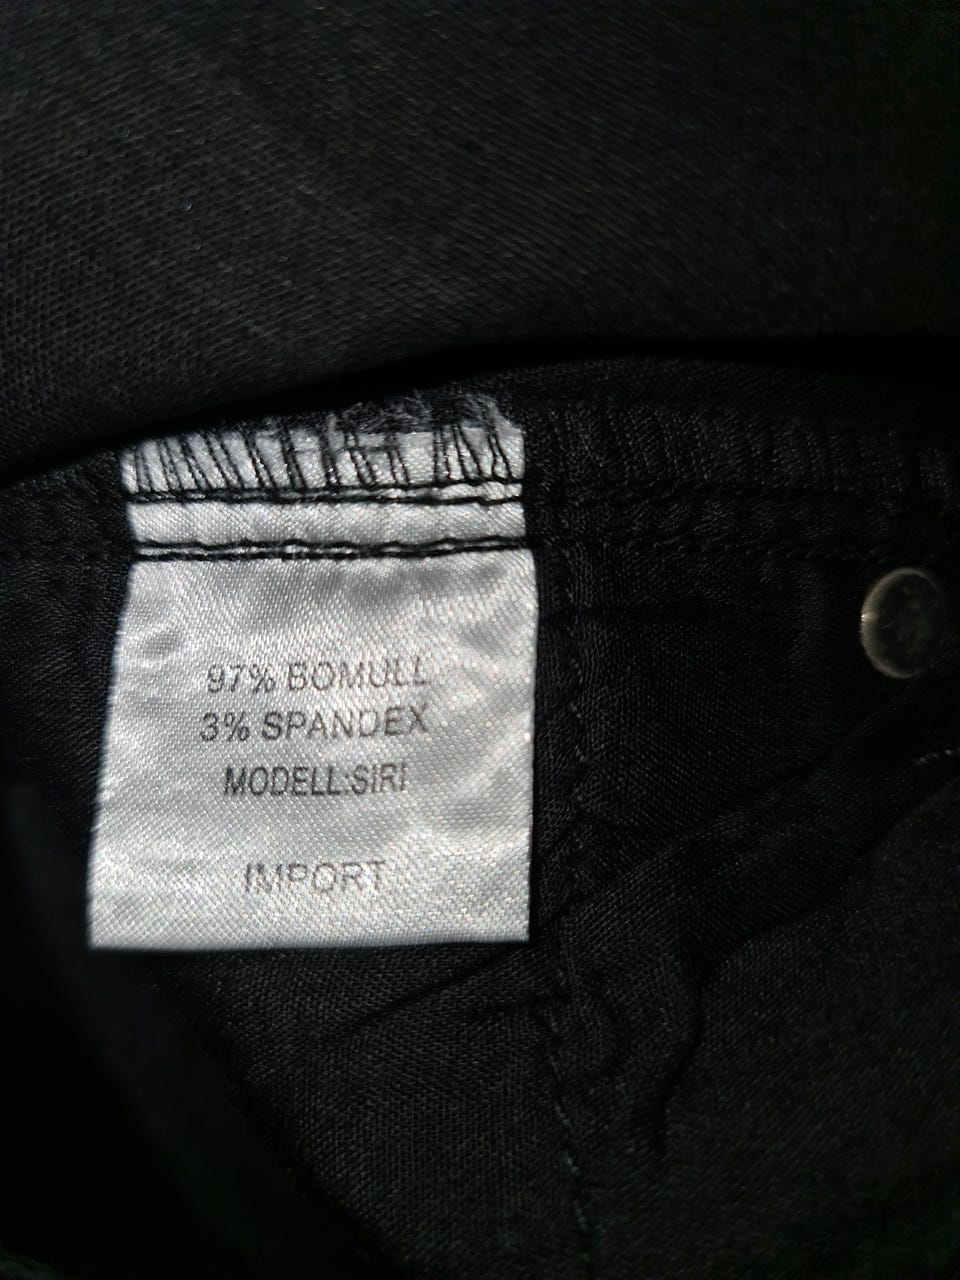 97% BOMULL
3% SPANDEX
MODELL:SIRI
IMPORT